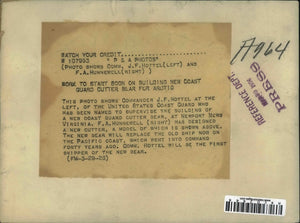 WATCH YOUR CREDIT
#107993 "P & A PHOTOS"
(PHOTO SHOWS COMM. J.F.HOTTEL(LEFT) AND
F.A.HUNNEWELL(RIGHT) )
WORK TO START SOON ON BUILDING NEW COAST
GUARD CUTTER BEAR FOR ARCTIC
THIS PHOTO SHOWS COMMANDER J.F.HOTTEL AT THE
LEFT, OF THE UNITED STATES COAST GUARD WHO
HAS BEEN NAMED TO SUPERVISE THE BUILDING OF
A NEW COAST GUARD CUTTER BEAR, AT NEWPORT NEWS
VIRGINIA. F.A.HUNNEWELL (RIGHT) HAS DESIGNED
A NEW CUTTER, A MODEL OF WHICH IS SHOWN ABOVE.
THE NEW BEAR WILL REPLACE THE OLD SHIP NOW ON THE
PACIFIC COAST, WHICH WENT INTO COMMAND
FORTY YEARS AGO. COMM. HOTTEL WILL BE THE FIRST
SKIPPER OF THE NEW BEAR.
(FM-3-29-26)
A764
REFERENCE DEPT.
PRESS